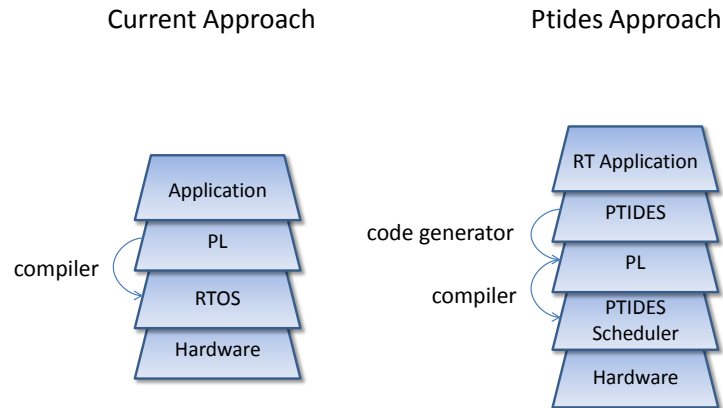 Current Approach
Ptides Approach
Application
PL
RTOS
Hardware
compiler
RT Application
PTIDES
PL
PTIDES
Scheduler
Hardware
code generator
compiler